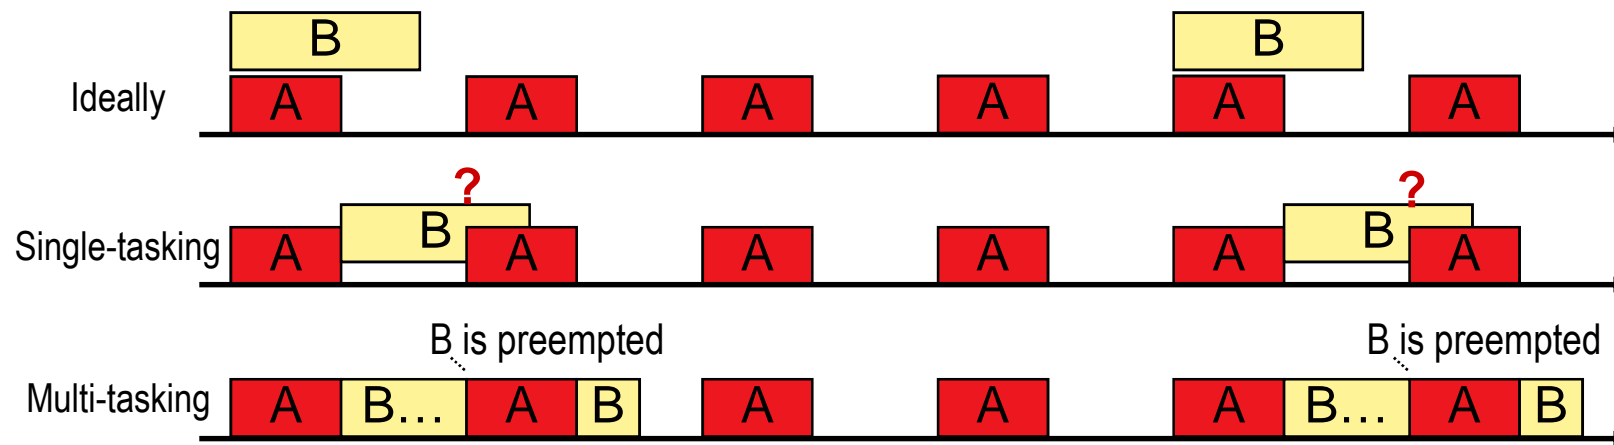 B B
Ideally A A A A A A
? ?
B B
Single-tasking A A A A A A
B is preempted B is preempted
Multi-tasking A B... A B A A A B... A B